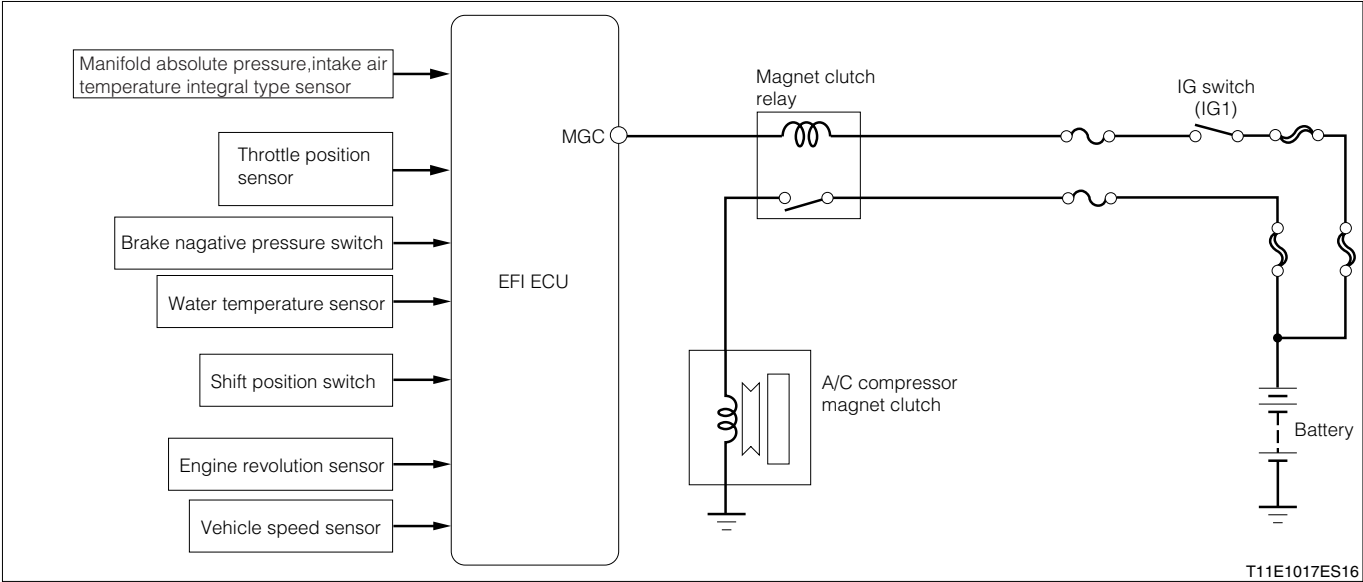 Manifold absolute pressure,intake air
temperature integral type sensor
Throttle position
sensor
Brake nagative pressure switch
Water temperature sensor
Shift position switch
Engine revolution sensor
Vehicle speed sensor
EFI ECU
MGC
Magnet clutch
relay
IG switch
(IG1)
A/C compressor
magnet clutch
Battery
T11E1017ES16